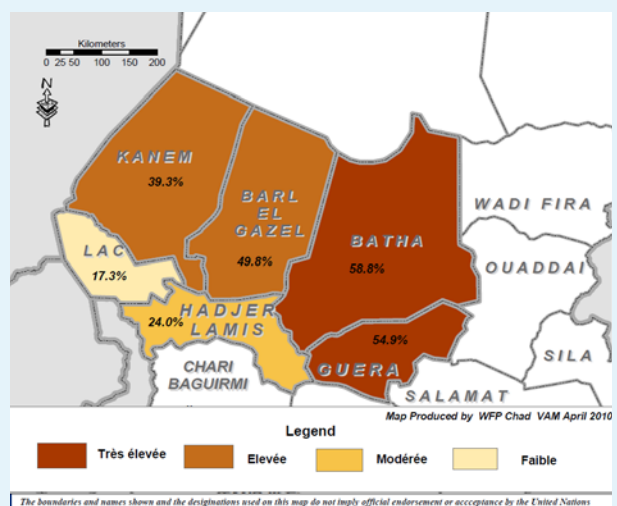 Kilometers
0 25 50 100 150 200
N
KANEM
39.3%
BARL
EL
GAZEL
49.8%
WADI FIRA
BATHA
58.8%
OUADDAI
LAC
17.3%
HADJER
24.0%
LAMIS
54.9%
GUERA
SILA
CHARI
BAGUIRMI
SALAMAT
Map Produced by WFP Chad VAM April 2010
Legend
Très élevée
Elevée
Modérée
Faible
The boundaries and names shown and the designations used on this map do not imply official endorsement or accceptance by the United Nations